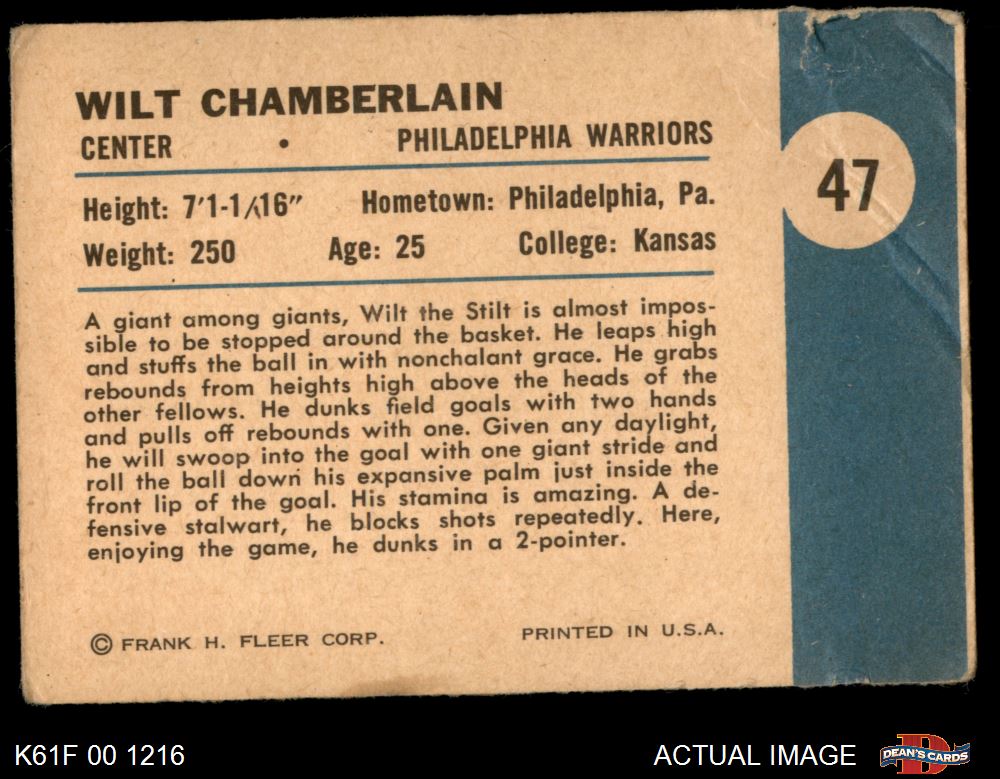 WILT CHAMBERLAIN
CENTER • PHILADELPHIA WARRIORS
47
Height: 7'1-1/16" Hometown: Philadelphia, Pa.
Weight: 250 Age: 25 College: Kansas
A giant among giants, Wilt the Stilt is almost impos-
sible to be stopped around the basket. He leaps high
and stuffs the ball in with nonchalant grace. He grabs
rebounds from heights high above the heads of the
other fellows. He dunks field goals with two hands
and pulls off rebounds with one. Given any daylight,
he will swoop into the goal with one giant stride and
roll the ball down his expansive palm just inside the
front lip of the goal. His stamina is amazing. A de-
fensive stalwart, he blocks shots repeatedly. Here,
enjoying the game, he dunks in a 2-pointer.
© FRANK H. FLEER CORP. PRINTED IN U.S.A.
K61F 00 1216 ACTUAL IMAGE DEAN'S CARDS